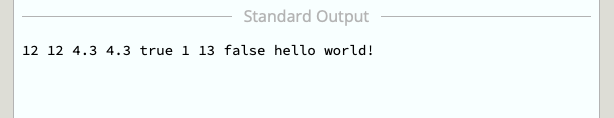 Standard Output
12 12 4.3 4.3 true 1 13 false hello world!